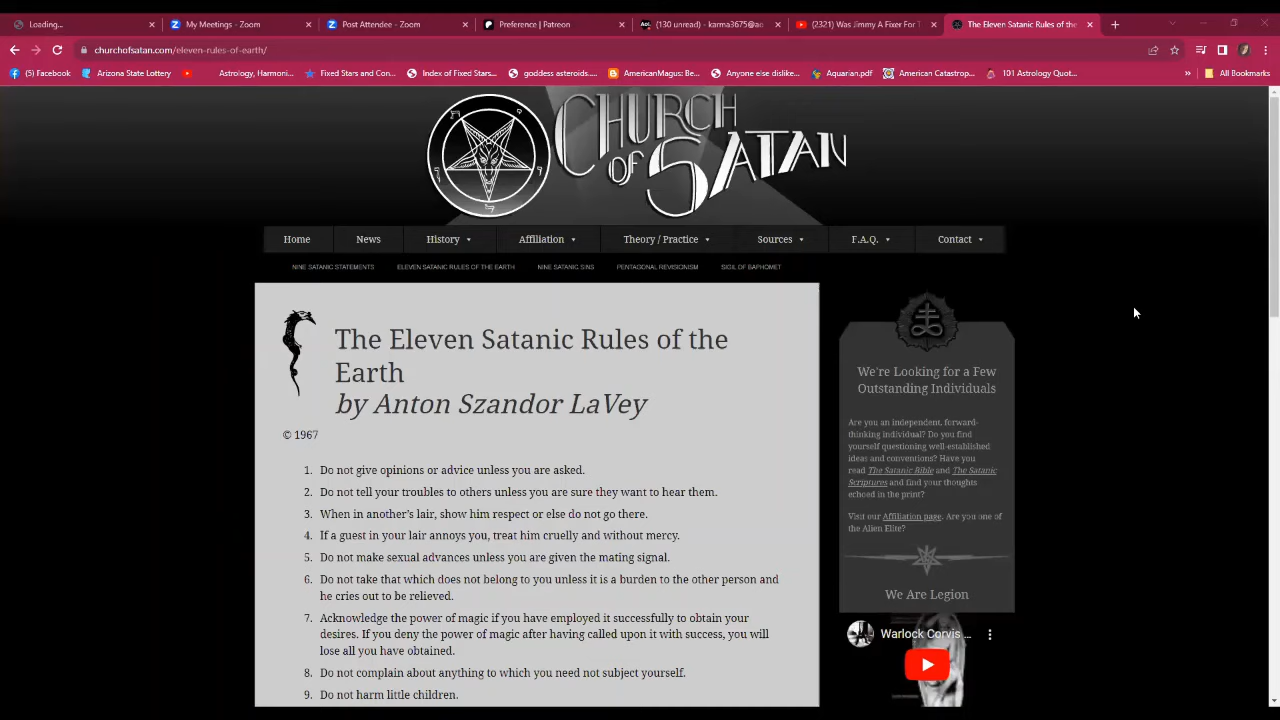 Loading...
My Meetings - Zoom
Post Attendee - Zoom
Preference | Patreon
Aol. (130 unread) - karma3675@ao
(2321) Was Jimmy A Fixer For T
The Eleven Satanic Rules of the
churchofsatan.com/eleven-rules-of-earth/
(5) Facebook
Arizona State Lottery
Astrology, Harmoni...
Fixed Stars and Con...
Index of Fixed Stars...
goddess asteroids....
AmericanMagus: Be...
Anyone else dislike...
Aquarian.pdf
American Catastrop...
101 Astrology Quot...
»
All Bookmarks
CHURCH OF SATAN
Home
News
History
Affiliation
Theory / Practice
Sources
F.A.Q.
Contact
NINE SATANIC STATEMENTS
ELEVEN SATANIC RULES OF THE EARTH
NINE SATANIC SINS
PENTAGONAL REVISIONISM
SIGIL OF BAPHOMET
The Eleven Satanic Rules of the
Earth
by Anton Szandor LaVey
© 1967
1. Do not give opinions or advice unless you are asked.
2. Do not tell your troubles to others unless you are sure they want to hear them.
3. When in another’s lair, show him respect or else do not go there.
4. If a guest in your lair annoys you, treat him cruelly and without mercy.
5. Do not make sexual advances unless you are given the mating signal.
6. Do not take that which does not belong to you unless it is a burden to the other person and
he cries out to be relieved.
7. Acknowledge the power of magic if you have employed it successfully to obtain your
desires. If you deny the power of magic after having called upon it with success, you will
lose all you have obtained.
8. Do not complain about anything to which you need not subject yourself.
9. Do not harm little children.
We're Looking for a Few
Outstanding Individuals
Are you an independent, forward-
thinking individual? Do you find
yourself questioning well-established
ideas and conventions? Have you
read The Satanic Bible and The Satanic
Scriptures and find your thoughts
echoed in the print?
Visit our Affiliation page. Are you one of
the Alien Elite?
We Are Legion
Warlock Corvis ...